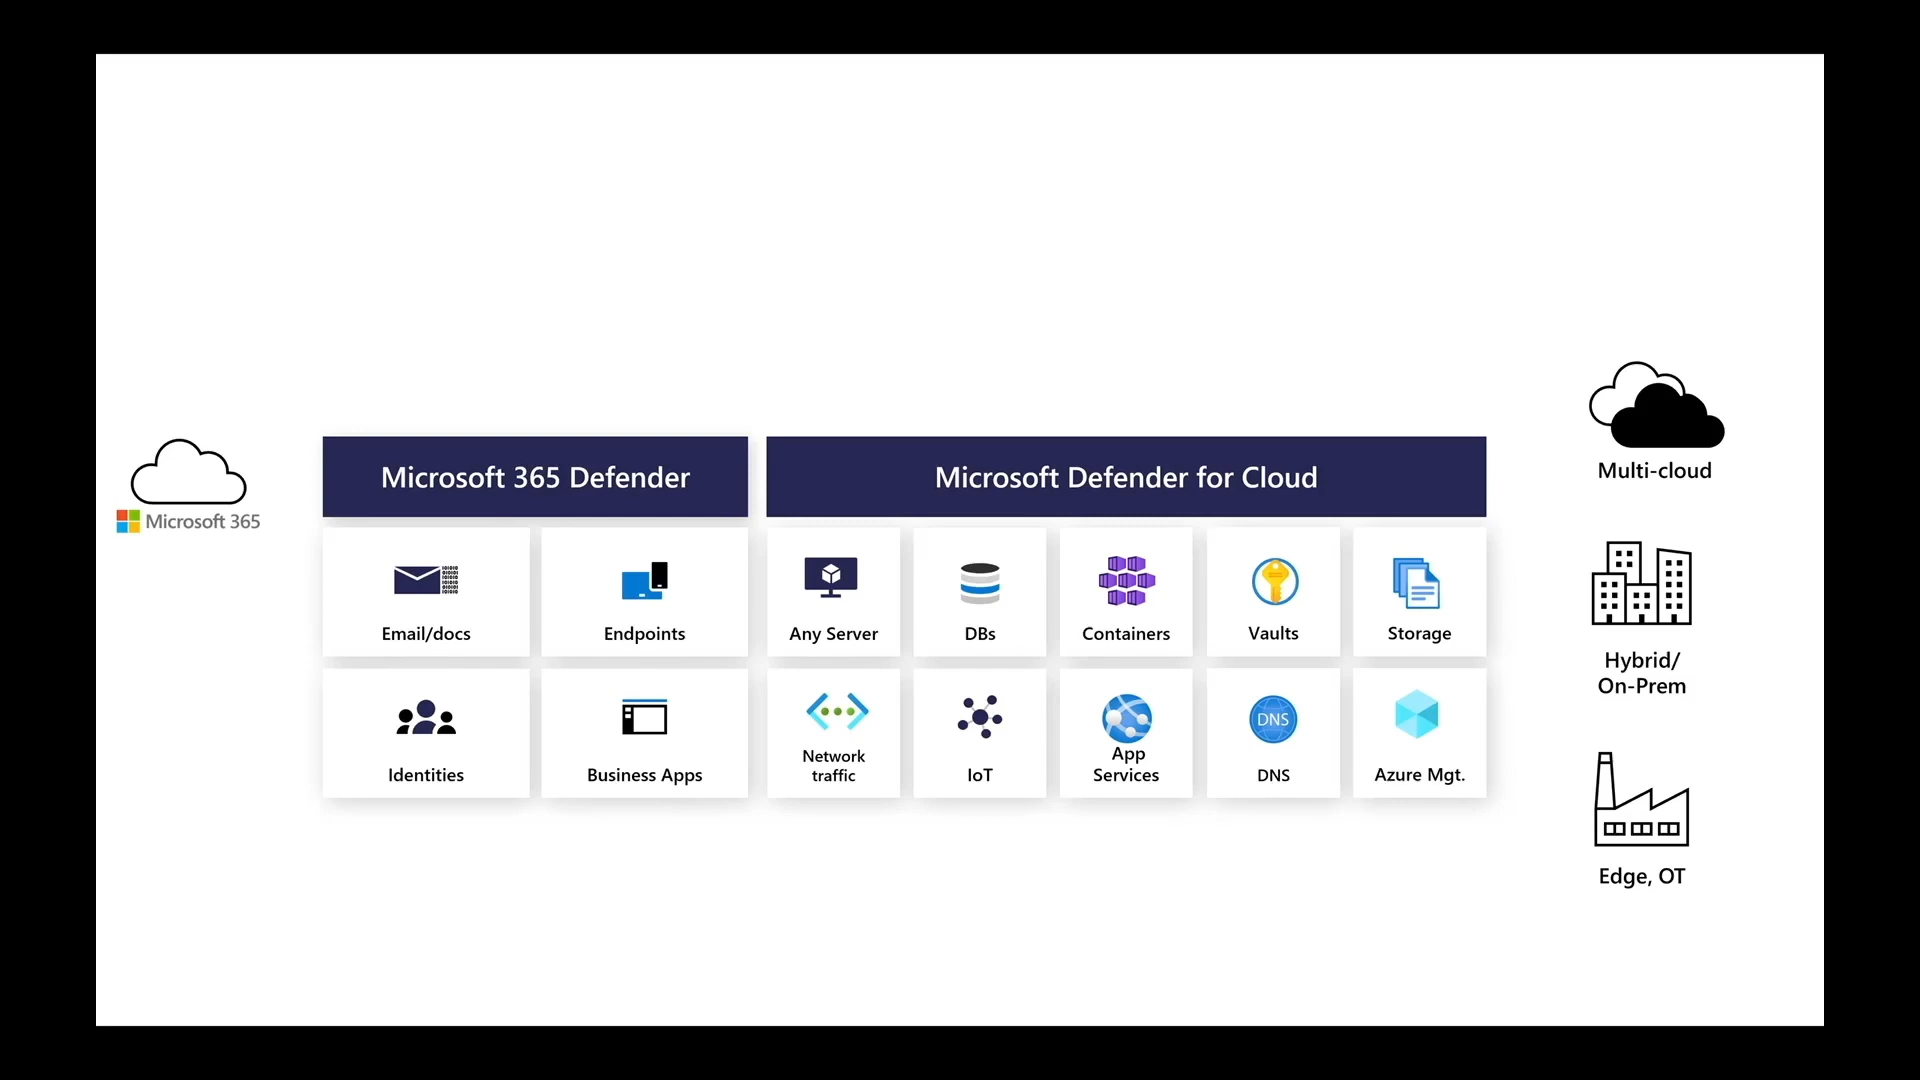 Microsoft 365
Microsoft 365 Defender
Email/docs
Endpoints
Identities
Business Apps
Microsoft Defender for Cloud
Any Server
DBs
Containers
Vaults
Storage
Network
traffic
IoT
App
Services
DNS
DNS
Azure Mgt.
Multi-cloud
Hybrid/
On-Prem
Edge, OT